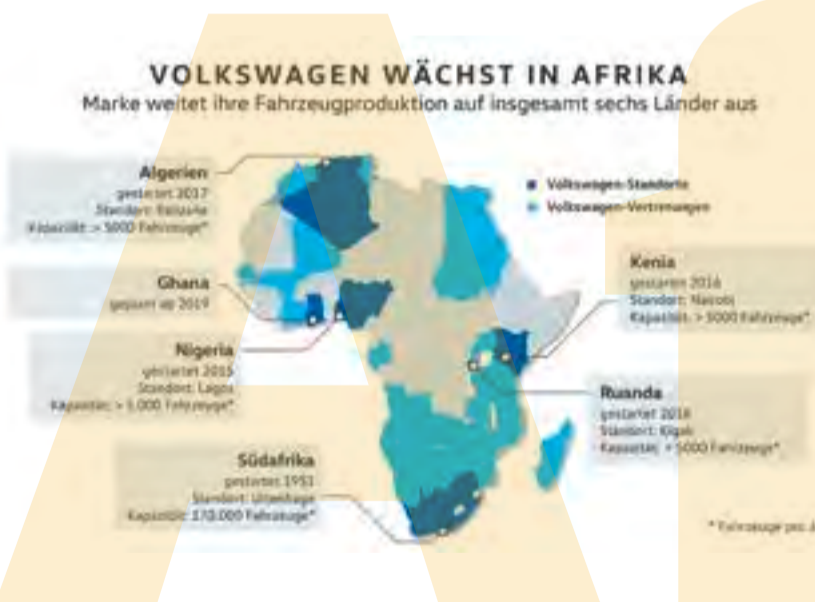 VOLKSWAGEN WÄCHST IN AFRIKA
Marke weitet ihre Fahrzeugproduktion auf insgesamt sechs Länder aus
Algerien
gestartet 2017
Standort: Relizane
Kapazität: > 5000 Fahrzeuge*
Volkswagen-Standorte
Volkswagen-Vertretungen
Ghana
geplant ab 2019
Kenia
gestartet 2016
Standort: Nairobi
Kapazität: > 5000 Fahrzeuge*
Nigeria
gestartet 2015
Standort: Lagos
Kapazität: > 5.000 Fahrzeuge*
Ruanda
gestartet 2018
Standort: Kigali
Kapazität: > 5000 Fahrzeuge*
Südafrika
gestartet 1951
Standort: Uitenhage
Kapazität: 170.000 Fahrzeuge*
* Fahrzeuge pro